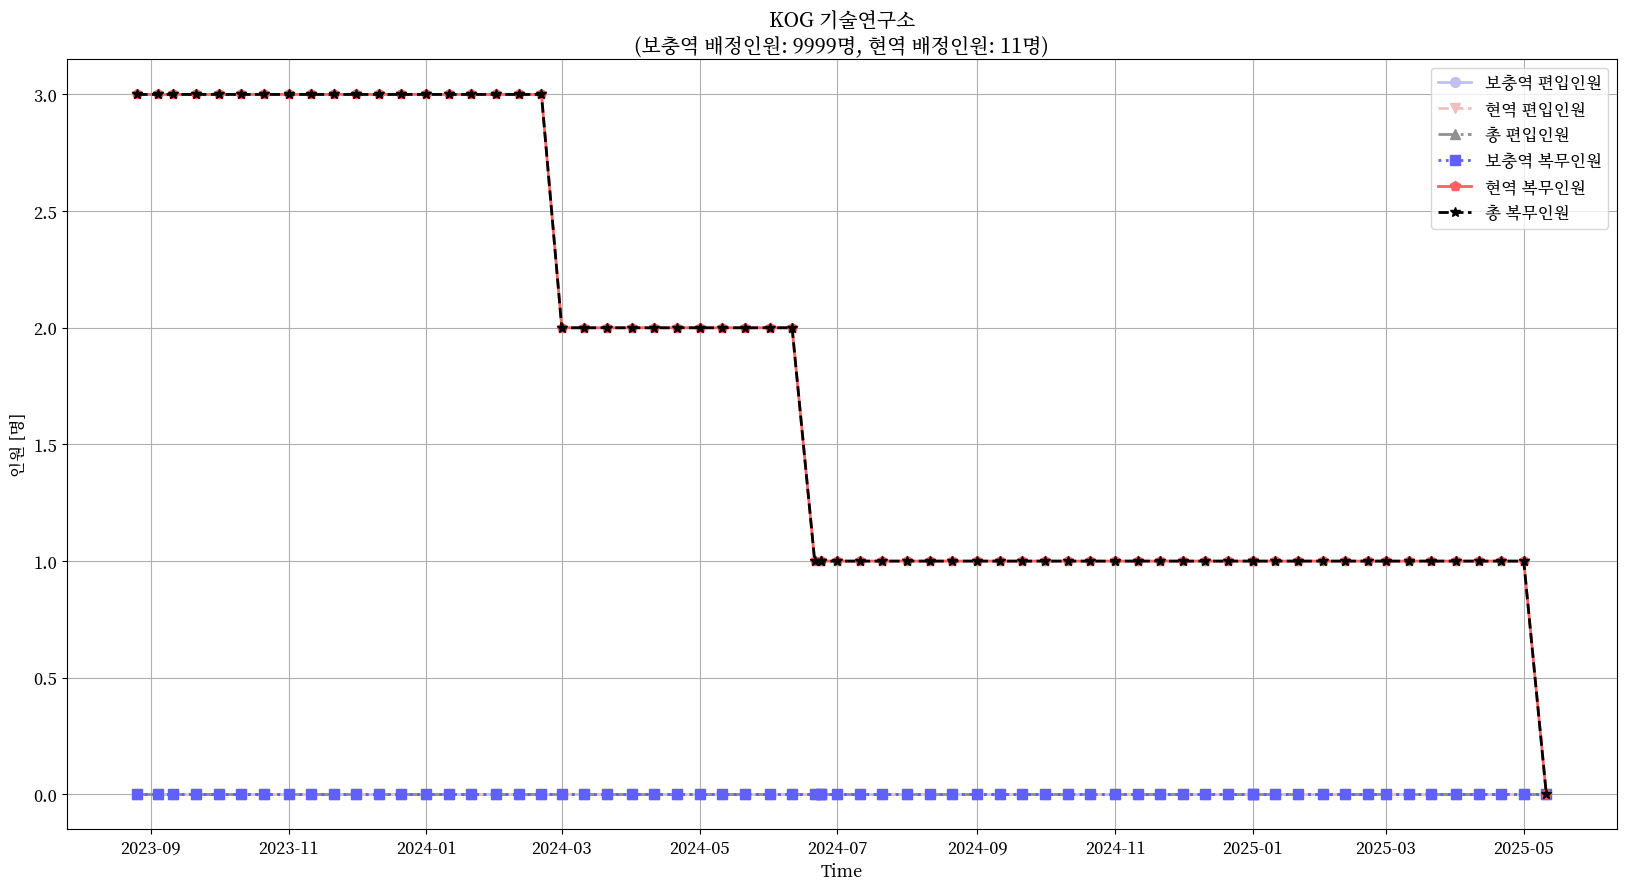 KOG 기술연구소
(보충역 배정인원: 9999명, 현역 배정인원: 11명)
보충역 편입인원
현역 편입인원
총 편입인원
보충역 복무인원
현역 복무인원
총 복무인원
인원 [명]
3.0
2.5
2.0
1.5
1.0
0.5
0.0
2023-09
2023-11
2024-01
2024-03
2024-05
2024-07
2024-09
2024-11
2025-01
2025-03
2025-05
Time